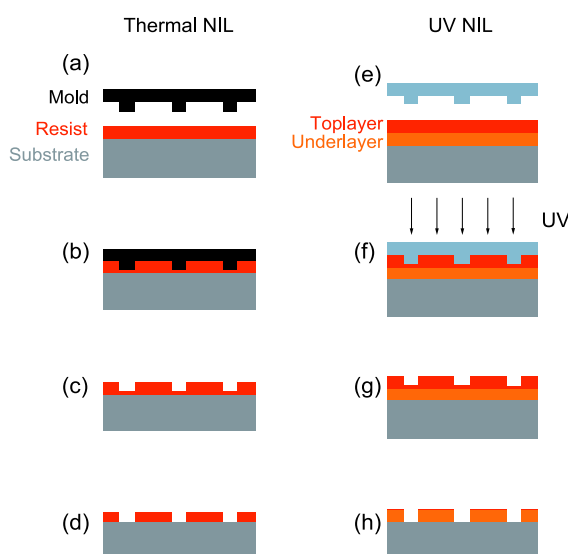 Thermal NIL
UV NIL
(a)
Mold
Resist
Substrate
(e)
Toplayer
Underlayer
UV
(b)
(f)
(c)
(g)
(d)
(h)